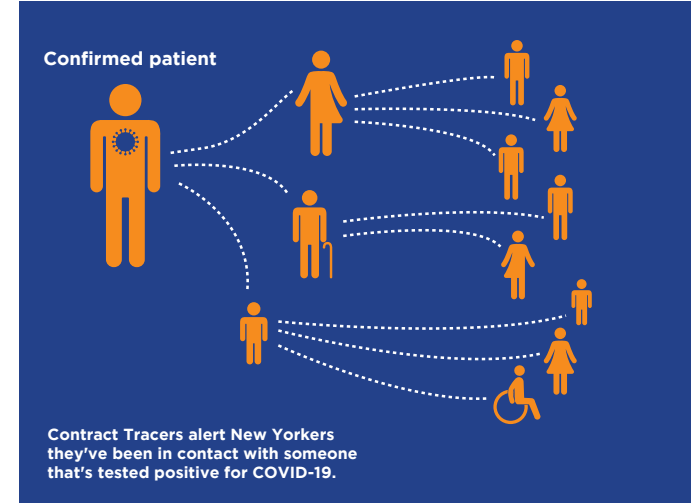 Confirmed patient
Contract Tracers alert New Yorkers
they've been in contact with someone
that's tested positive for COVID-19.